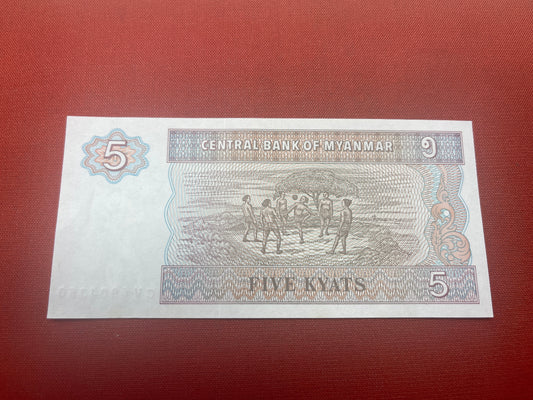 5
CENTRAL BANK OF MYANMAR ၅
FIVE KYATS 5